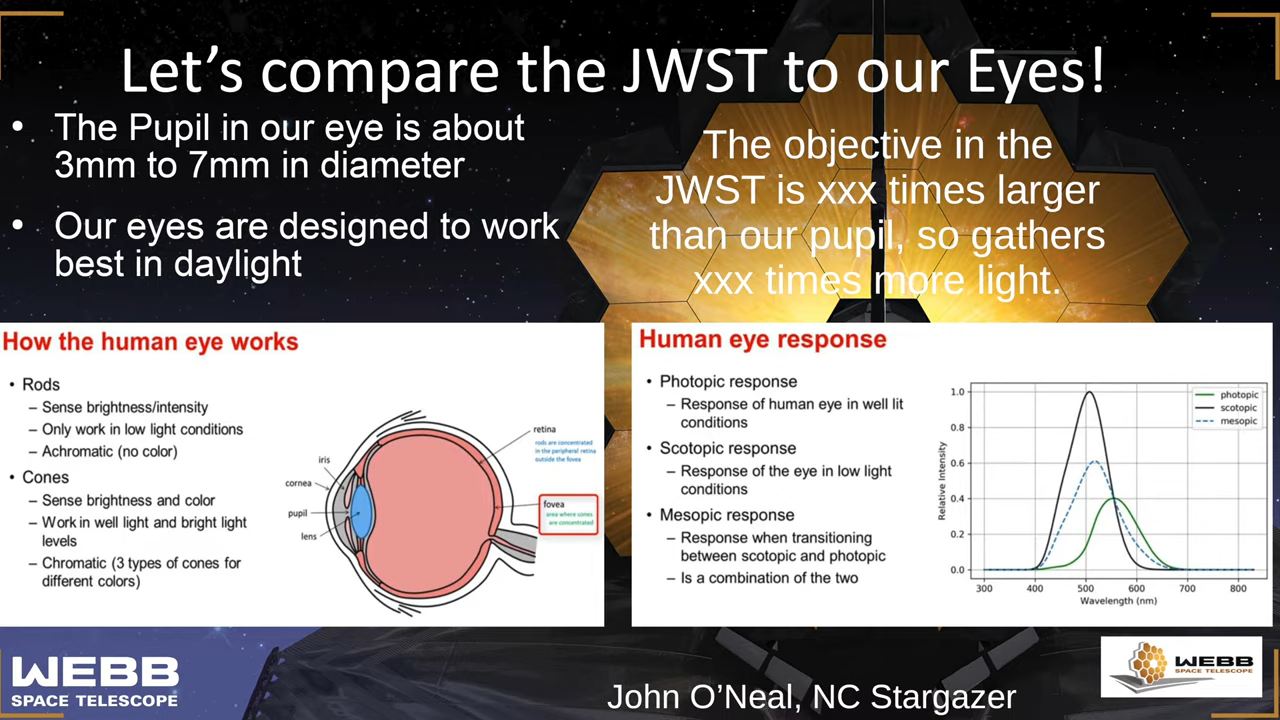 Let's compare the JWST to our Eyes!
• The Pupil in our eye is about
3mm to 7mm in diameter
• Our eyes are designed to work
best in daylight
The objective in the
JWST is xxx times larger
than our pupil, so gathers
xxx times more light.
How the human eye works
• Rods
– Sense brightness/intensity
– Only work in low light conditions
– Achromatic (no color)
• Cones
– Sense brightness and color
– Work in well light and bright light
levels
– Chromatic (3 types of cones for
different colors)
iris
cornea
pupil
lens
retina
rods are concentrated
in the peripheral retina
outside the fovea
fovea
area where cones
are concentrated
Human eye response
• Photopic response
– Response of human eye in well lit
conditions
• Scotopic response
– Response of the eye in low light
conditions
• Mesopic response
– Response when transitioning
between scotopic and photopic
– Is a combination of the two
photopic
scotopic
mesopic
Relative Intensity
1.0
0.8
0.6
0.4
0.2
0.0
300 400 500 600 700 800
Wavelength (nm)
WEBB
SPACE TELESCOPE
John O'Neal, NC Stargazer
WEBB
SPACE TELESCOPE